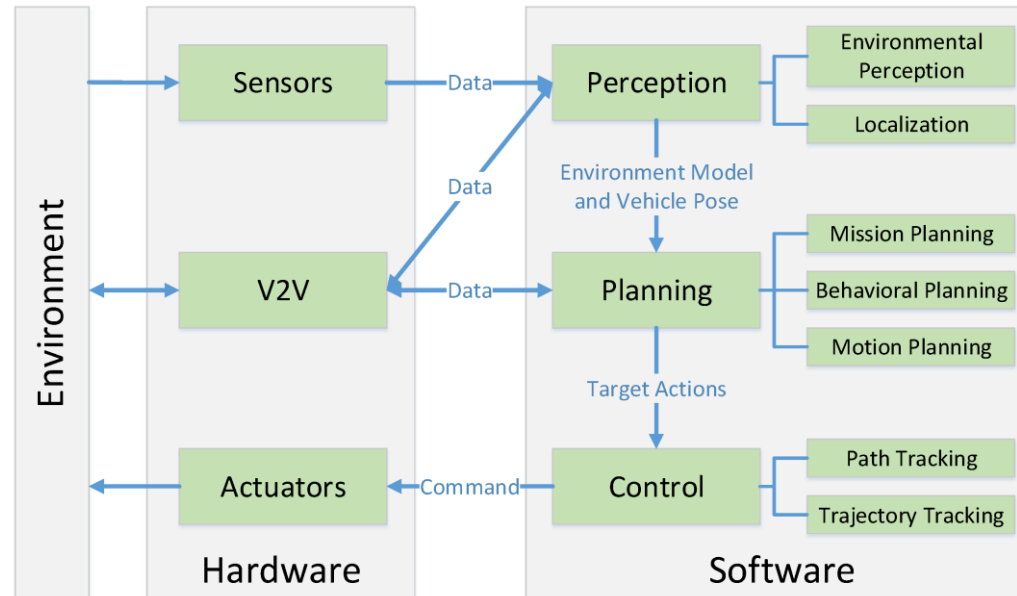 Environment
Sensors
Data
Perception
Environmental
Perception
Localization
Data
Environment Model
and Vehicle Pose
V2V
Data
Planning
Mission Planning
Behavioral Planning
Motion Planning
Target Actions
Actuators
Command
Control
Path Tracking
Trajectory Tracking
Hardware
Software